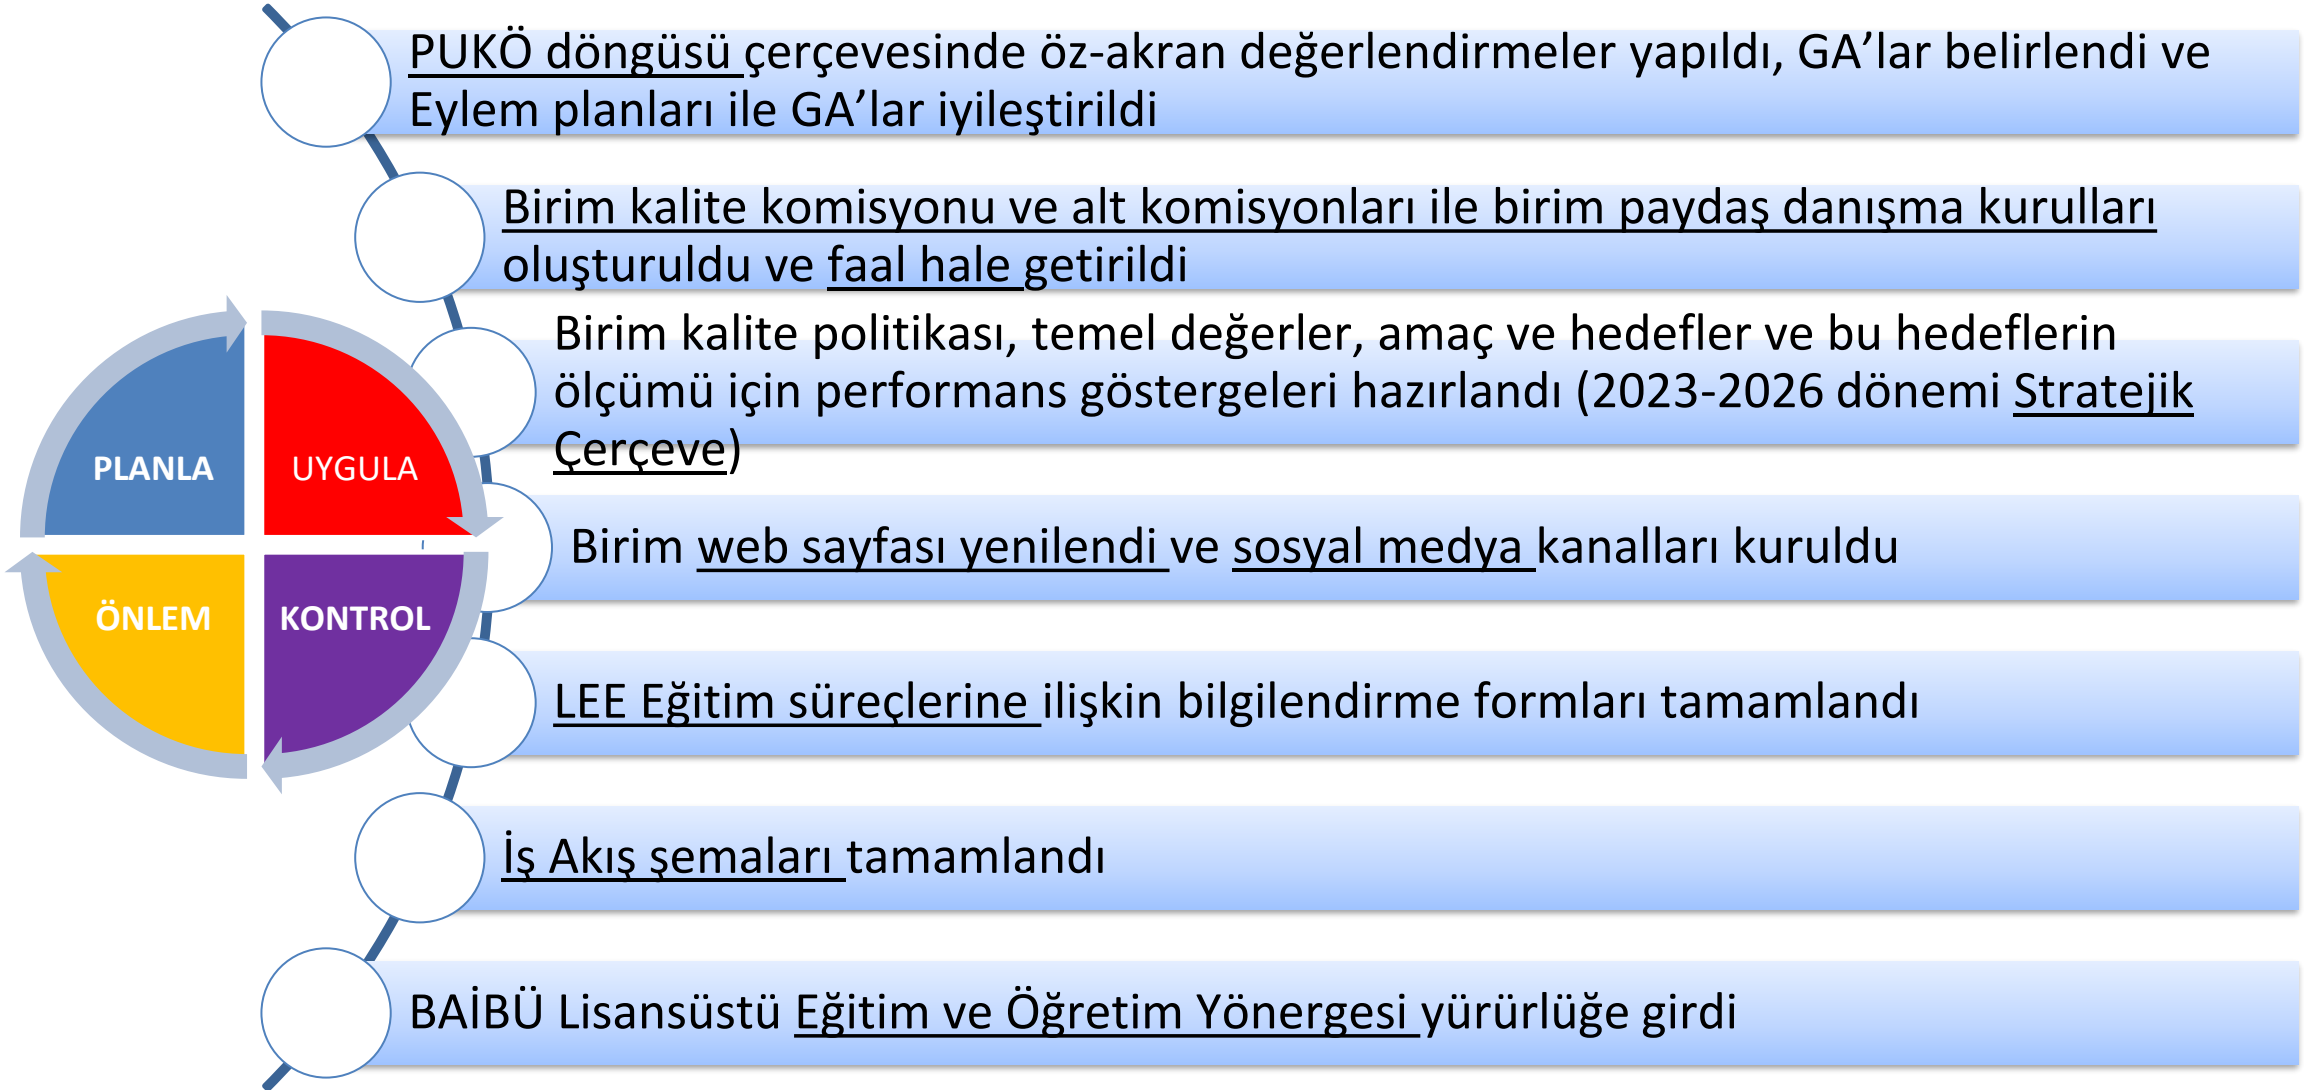 PUKÖ döngüsü çerçevesinde öz-akran değerlendirmeler yapıldı, GA’lar belirlendi ve
Eylem planları ile GA’lar iyileştirildi
Birim kalite komisyonu ve alt komisyonları ile birim paydaş danışma kurulları
oluşturuldu ve faal hale getirildi
Birim kalite politikası, temel değerler, amaç ve hedefler ve bu hedeflerin
ölçümü için performans göstergeleri hazırlandı (2023-2026 dönemi Stratejik
Çerçeve)
PLANLA
UYGULA
ÖNLEM
KONTROL
Birim web sayfası yenilendi ve sosyal medya kanalları kuruldu
LEE Eğitim süreçlerine ilişkin bilgilendirme formları tamamlandı
İş Akış şemaları tamamlandı
BAİBÜ Lisansüstü Eğitim ve Öğretim Yönergesi yürürlüğe girdi